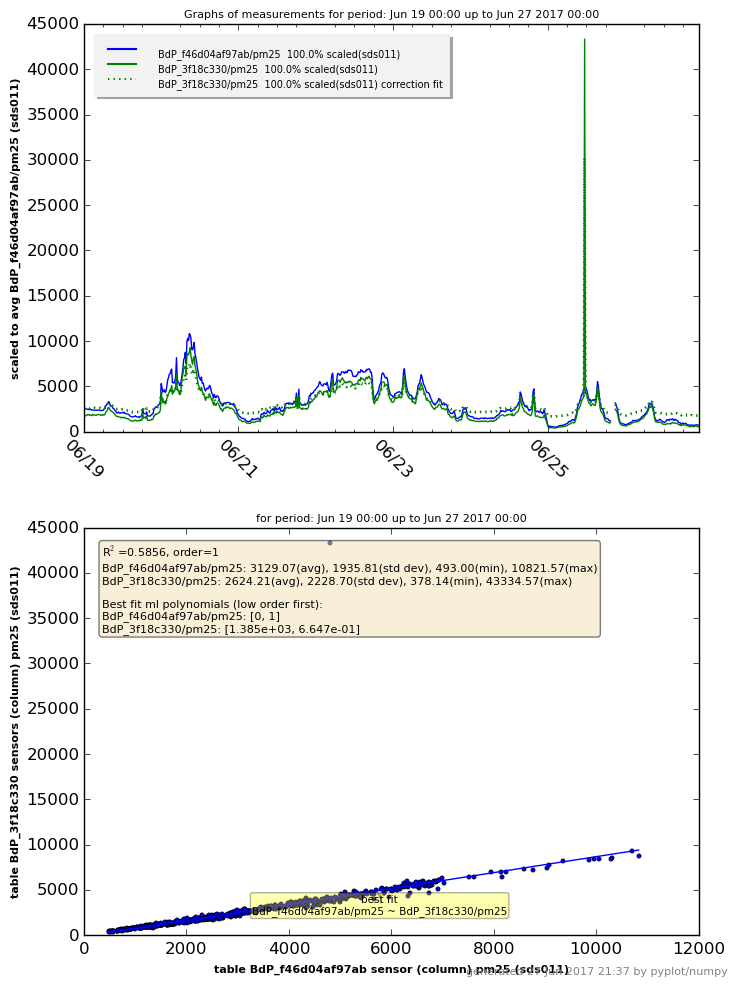 Graphs of measurements for period: Jun 19 00:00 up to Jun 27 2017 00:00
45000
40000
35000
30000
25000
20000
15000
10000
5000
0
scaled to avg BdP_f46d04af97ab/pm25 (sds011)
BdP_f46d04af97ab/pm25 100.0% scaled(sds011)
BdP_3f18c330/pm25 100.0% scaled(sds011)
BdP_3f18c330/pm25 100.0% scaled(sds011) correction fit
06/19
06/21
06/23
06/25
for period: Jun 19 00:00 up to Jun 27 2017 00:00
45000
40000
35000
30000
25000
20000
15000
10000
5000
0
table BdP_3f18c330 sensors (column) pm25 (sds011)
R² =0.5856, order=1
BdP_f46d04af97ab/pm25: 3129.07(avg), 1935.81(std dev), 493.00(min), 10821.57(max)
BdP_3f18c330/pm25: 2624.21(avg), 2228.70(std dev), 378.14(min), 43334.57(max)
Best fit ml polynomials (low order first):
BdP_f46d04af97ab/pm25: [0, 1]
BdP_3f18c330/pm25: [1.385e+03, 6.647e-01]
best fit
BdP_f46d04af97ab/pm25 ~ BdP_3f18c330/pm25
0
2000
4000
6000
8000
10000
12000
table BdP_f46d04af97ab sensor (column) pm25 (sds011)
generated 27 Jun 2017 21:37 by pyplot/numpy